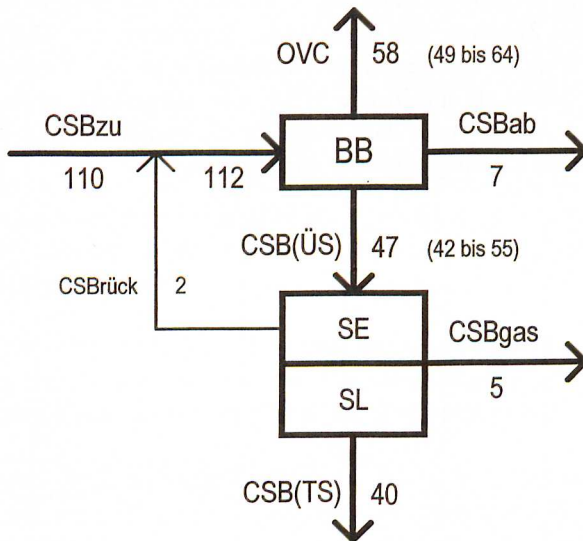 OVC 58 (49 bis 64)
CSBzu
CSBab
BB
110
112
7
CSB(ÜS) 47 (42 bis 55)
CSBrück 2
SE
CSBgas
5
SL
CSB(TS) 40